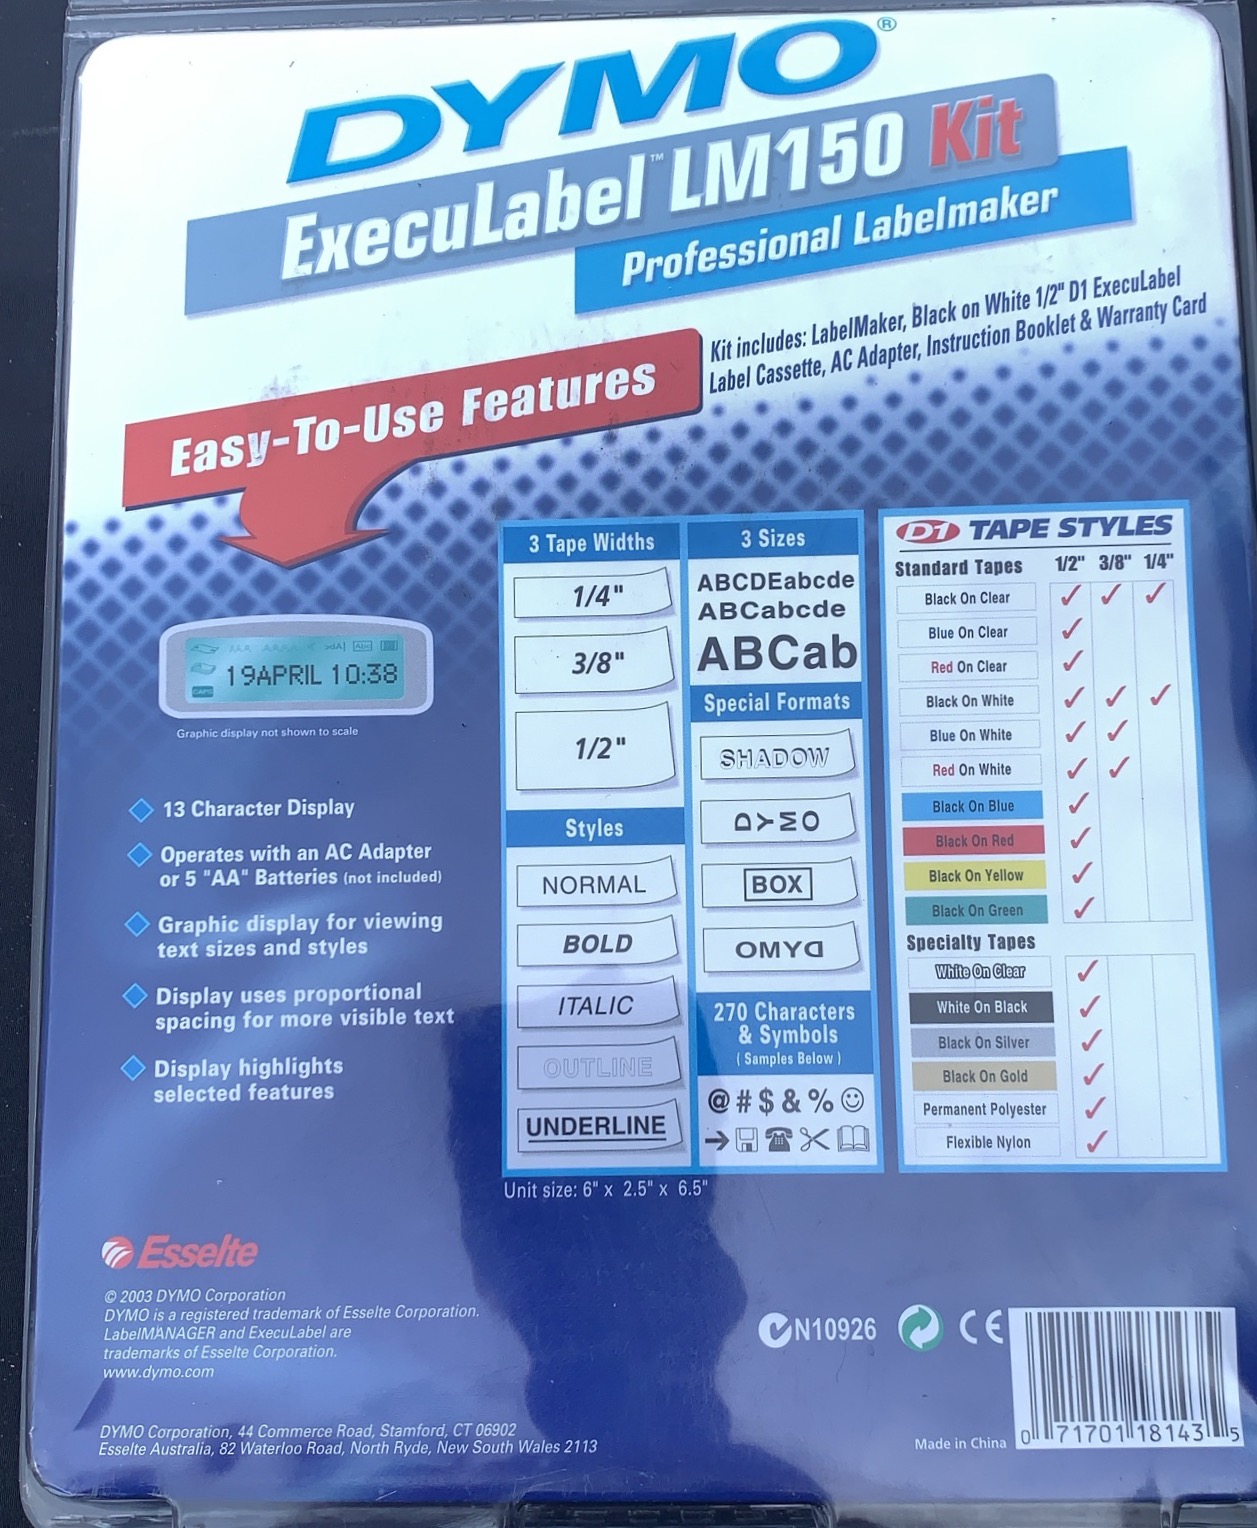 DYMO®
ExecuLabel™ LM150 Kit
Professional Labelmaker
Kit includes: LabelMaker, Black on White 1/2" D1 ExecuLabel
Label Cassette, AC Adapter, Instruction Booklet & Warranty Card
Easy-To-Use Features
CAPS
19APRIL 10:38
Graphic display not shown to scale
13 Character Display
Operates with an AC Adapter
or 5 "AA" Batteries (not included)
Graphic display for viewing
text sizes and styles
Display uses proportional
spacing for more visible text
Display highlights
selected features
3 Tape Widths
1/4"
3/8"
1/2"
Styles
NORMAL
BOLD
ITALIC
OUTLINE
UNDERLINE
3 Sizes
ABCDEabcde
ABCabcde
ABCab
Special Formats
SHADOW
DYMO
BOX
DYMO
270 Characters
& Symbols
( Samples Below )
@ # $ & % ☺
➔ 💾 ☎ ✂ 📖
D1 TAPE STYLES
Standard Tapes 1/2" 3/8" 1/4"
Black On Clear ✓ ✓ ✓
Blue On Clear ✓
Red On Clear ✓
Black On White ✓ ✓ ✓
Blue On White ✓ ✓
Red On White ✓ ✓
Black On Blue ✓
Black On Red ✓
Black On Yellow ✓
Black On Green ✓
Specialty Tapes
White On Clear ✓
White On Black ✓
Black On Silver ✓
Black On Gold ✓
Permanent Polyester ✓
Flexible Nylon ✓
Unit size: 6" x 2.5" x 6.5"
Esselte
© 2003 DYMO Corporation
DYMO is a registered trademark of Esselte Corporation.
LabelMANAGER and ExecuLabel are
trademarks of Esselte Corporation.
www.dymo.com
N10926
CE
DYMO Corporation, 44 Commerce Road, Stamford, CT 06902
Esselte Australia, 82 Waterloo Road, North Ryde, New South Wales 2113
Made in China
0 71701 18143 5